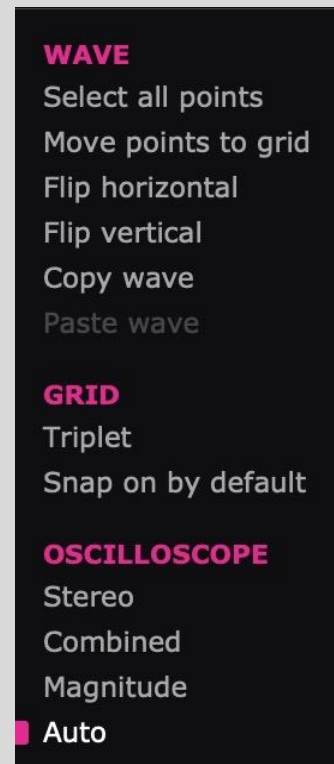 WAVE
Select all points
Move points to grid
Flip horizontal
Flip vertical
Copy wave
Paste wave
GRID
Triplet
Snap on by default
OSCILLOSCOPE
Stereo
Combined
Magnitude
Auto